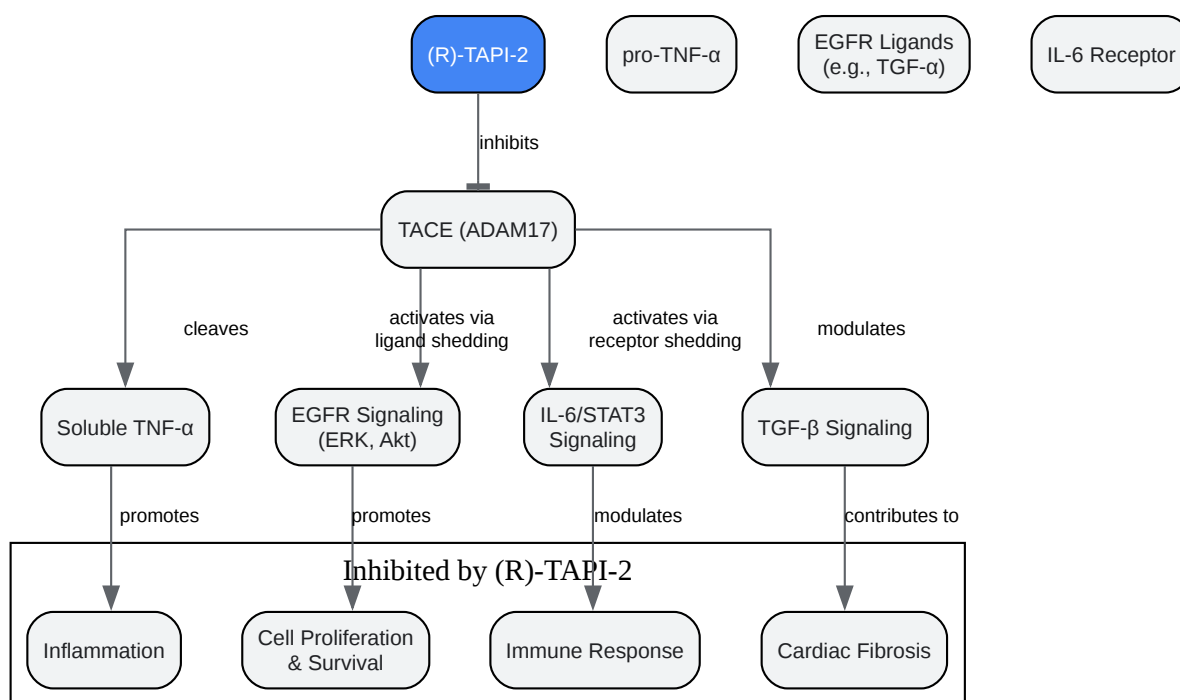 (R)-TAPI-2
pro-TNF-α
EGFR Ligands
(e.g., TGF-α)
IL-6 Receptor
inhibits
TACE (ADAM17)
cleaves
activates via
ligand shedding
activates via
receptor shedding
modulates
Soluble TNF-α
EGFR Signaling
(ERK, Akt)
IL-6/STAT3
Signaling
TGF-β Signaling
promotes
promotes
modulates
contributes to
Inhibited by (R)-TAPI-2
Inflammation
Cell Proliferation
& Survival
Immune Response
Cardiac Fibrosis